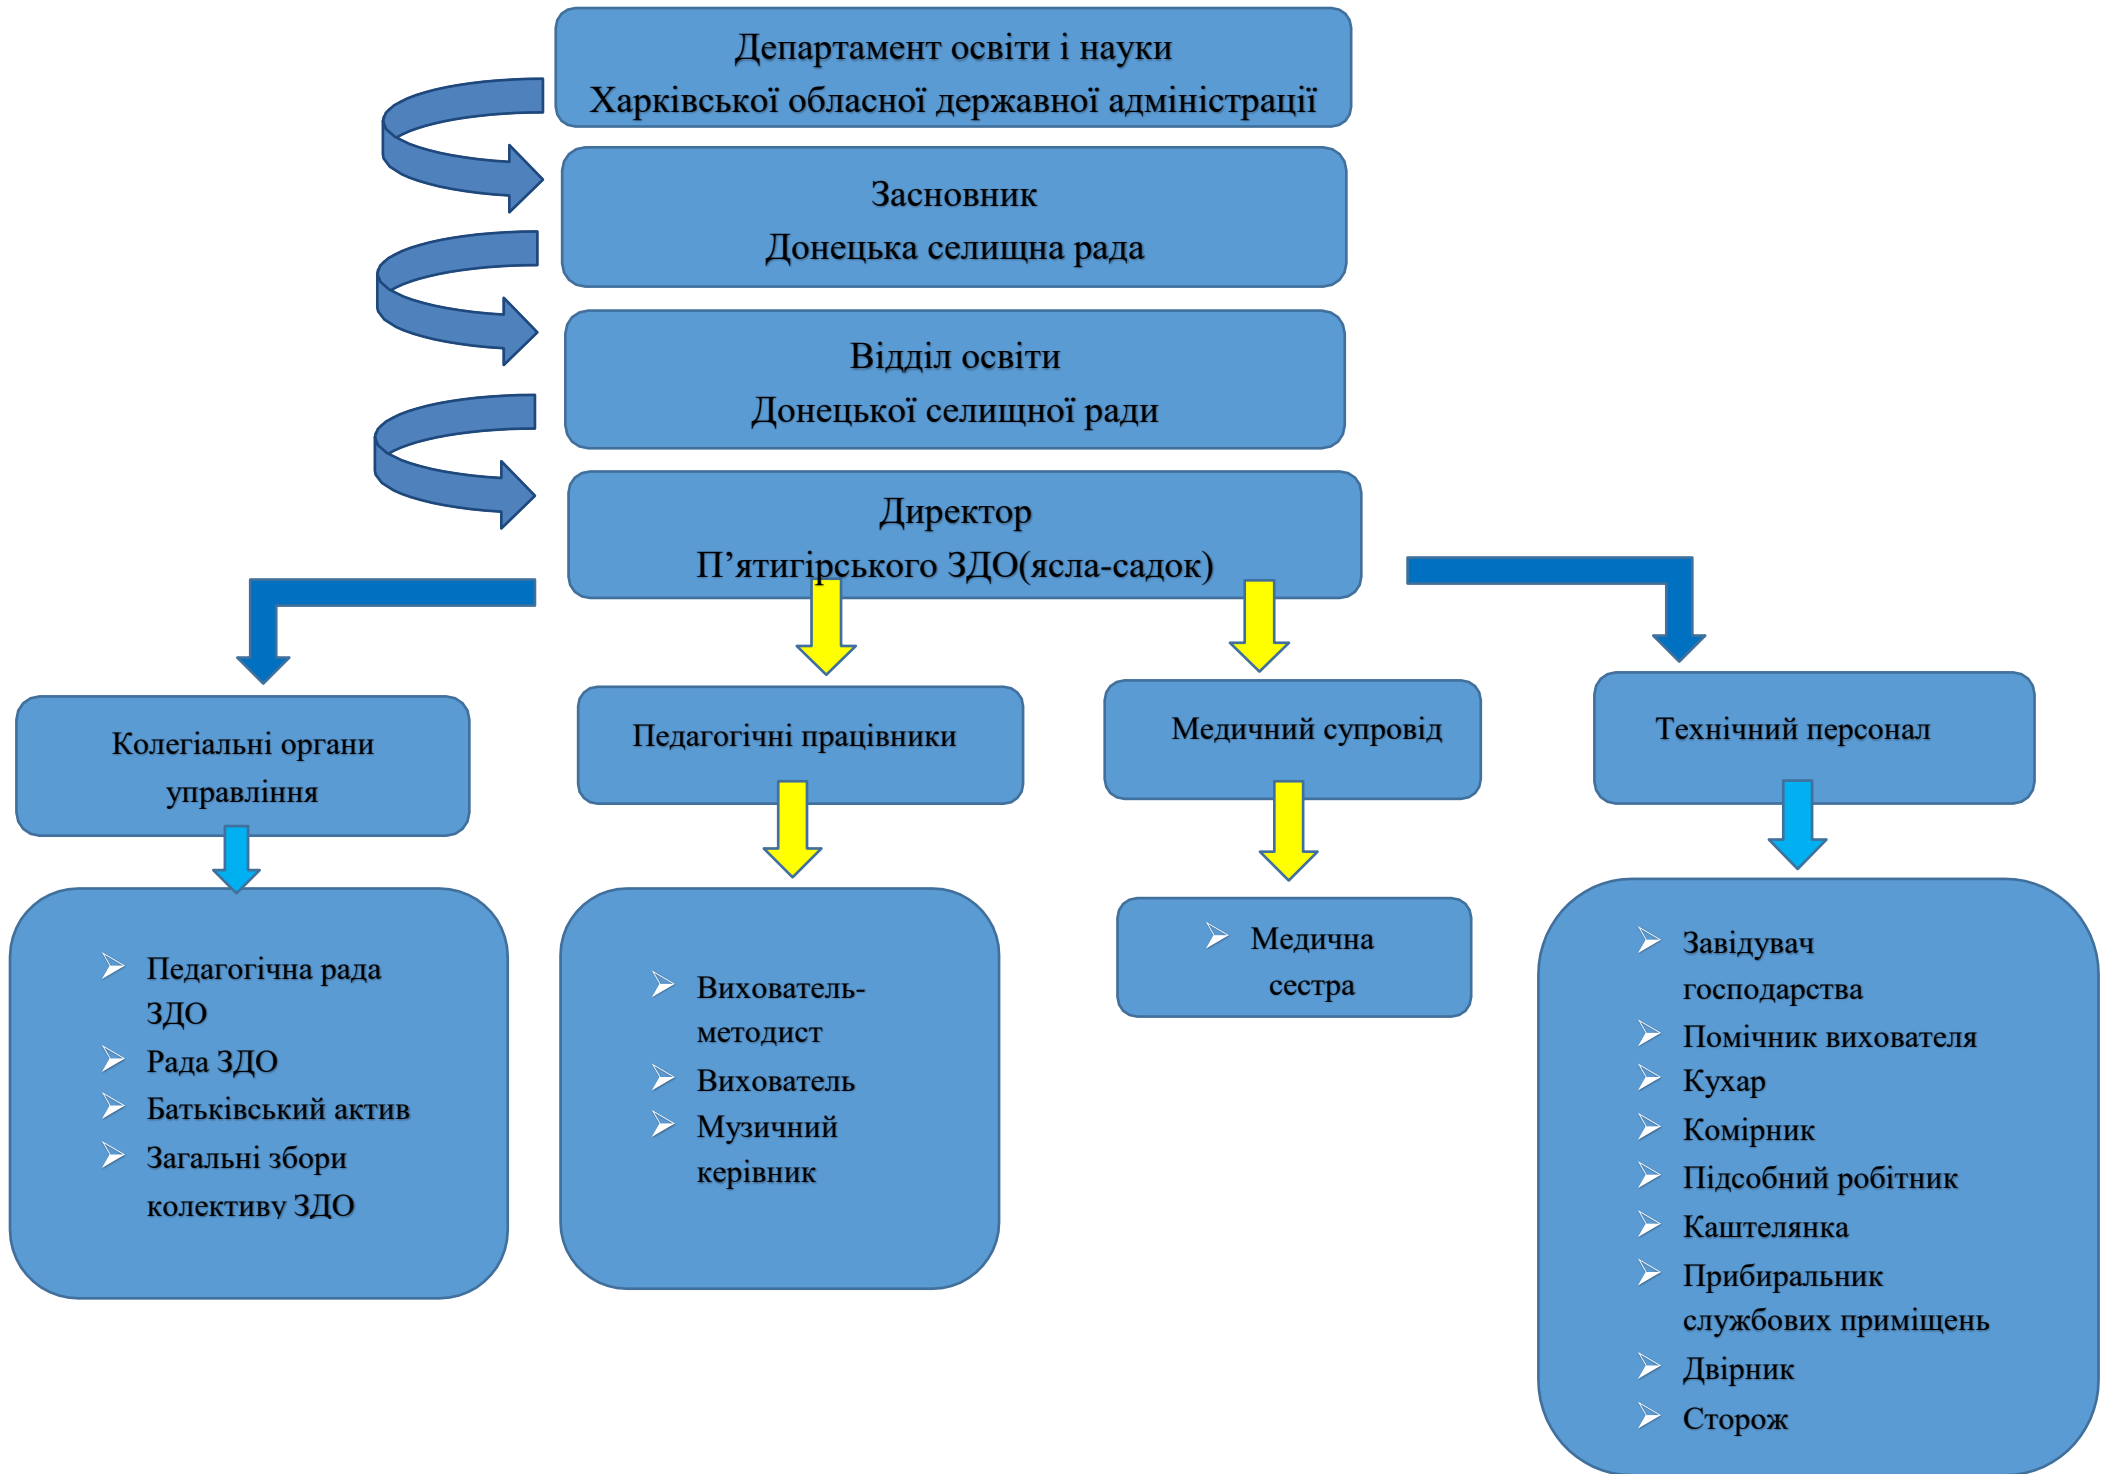 Департамент освіти і науки
Харківської обласної державної адміністрації
Засновник
Донецька селищна рада
Відділ освіти
Донецької селищної ради
Директор
П’ятигірського ЗДО(ясла-садок)
Колегіальні органи
управління
Педагогічні працівники
Медичний супровід
Технічний персонал
Педагогічна рада
ЗДО
Рада ЗДО
Батьківський актив
Загальні збори
колективу ЗДО
Вихователь-
методист
Вихователь
Музичний
керівник
Медична
сестра
Завідувач
господарства
Помічник вихователя
Кухар
Комірник
Підсобний робітник
Каштелянка
Прибиральник
службових приміщень
Двірник
Сторож